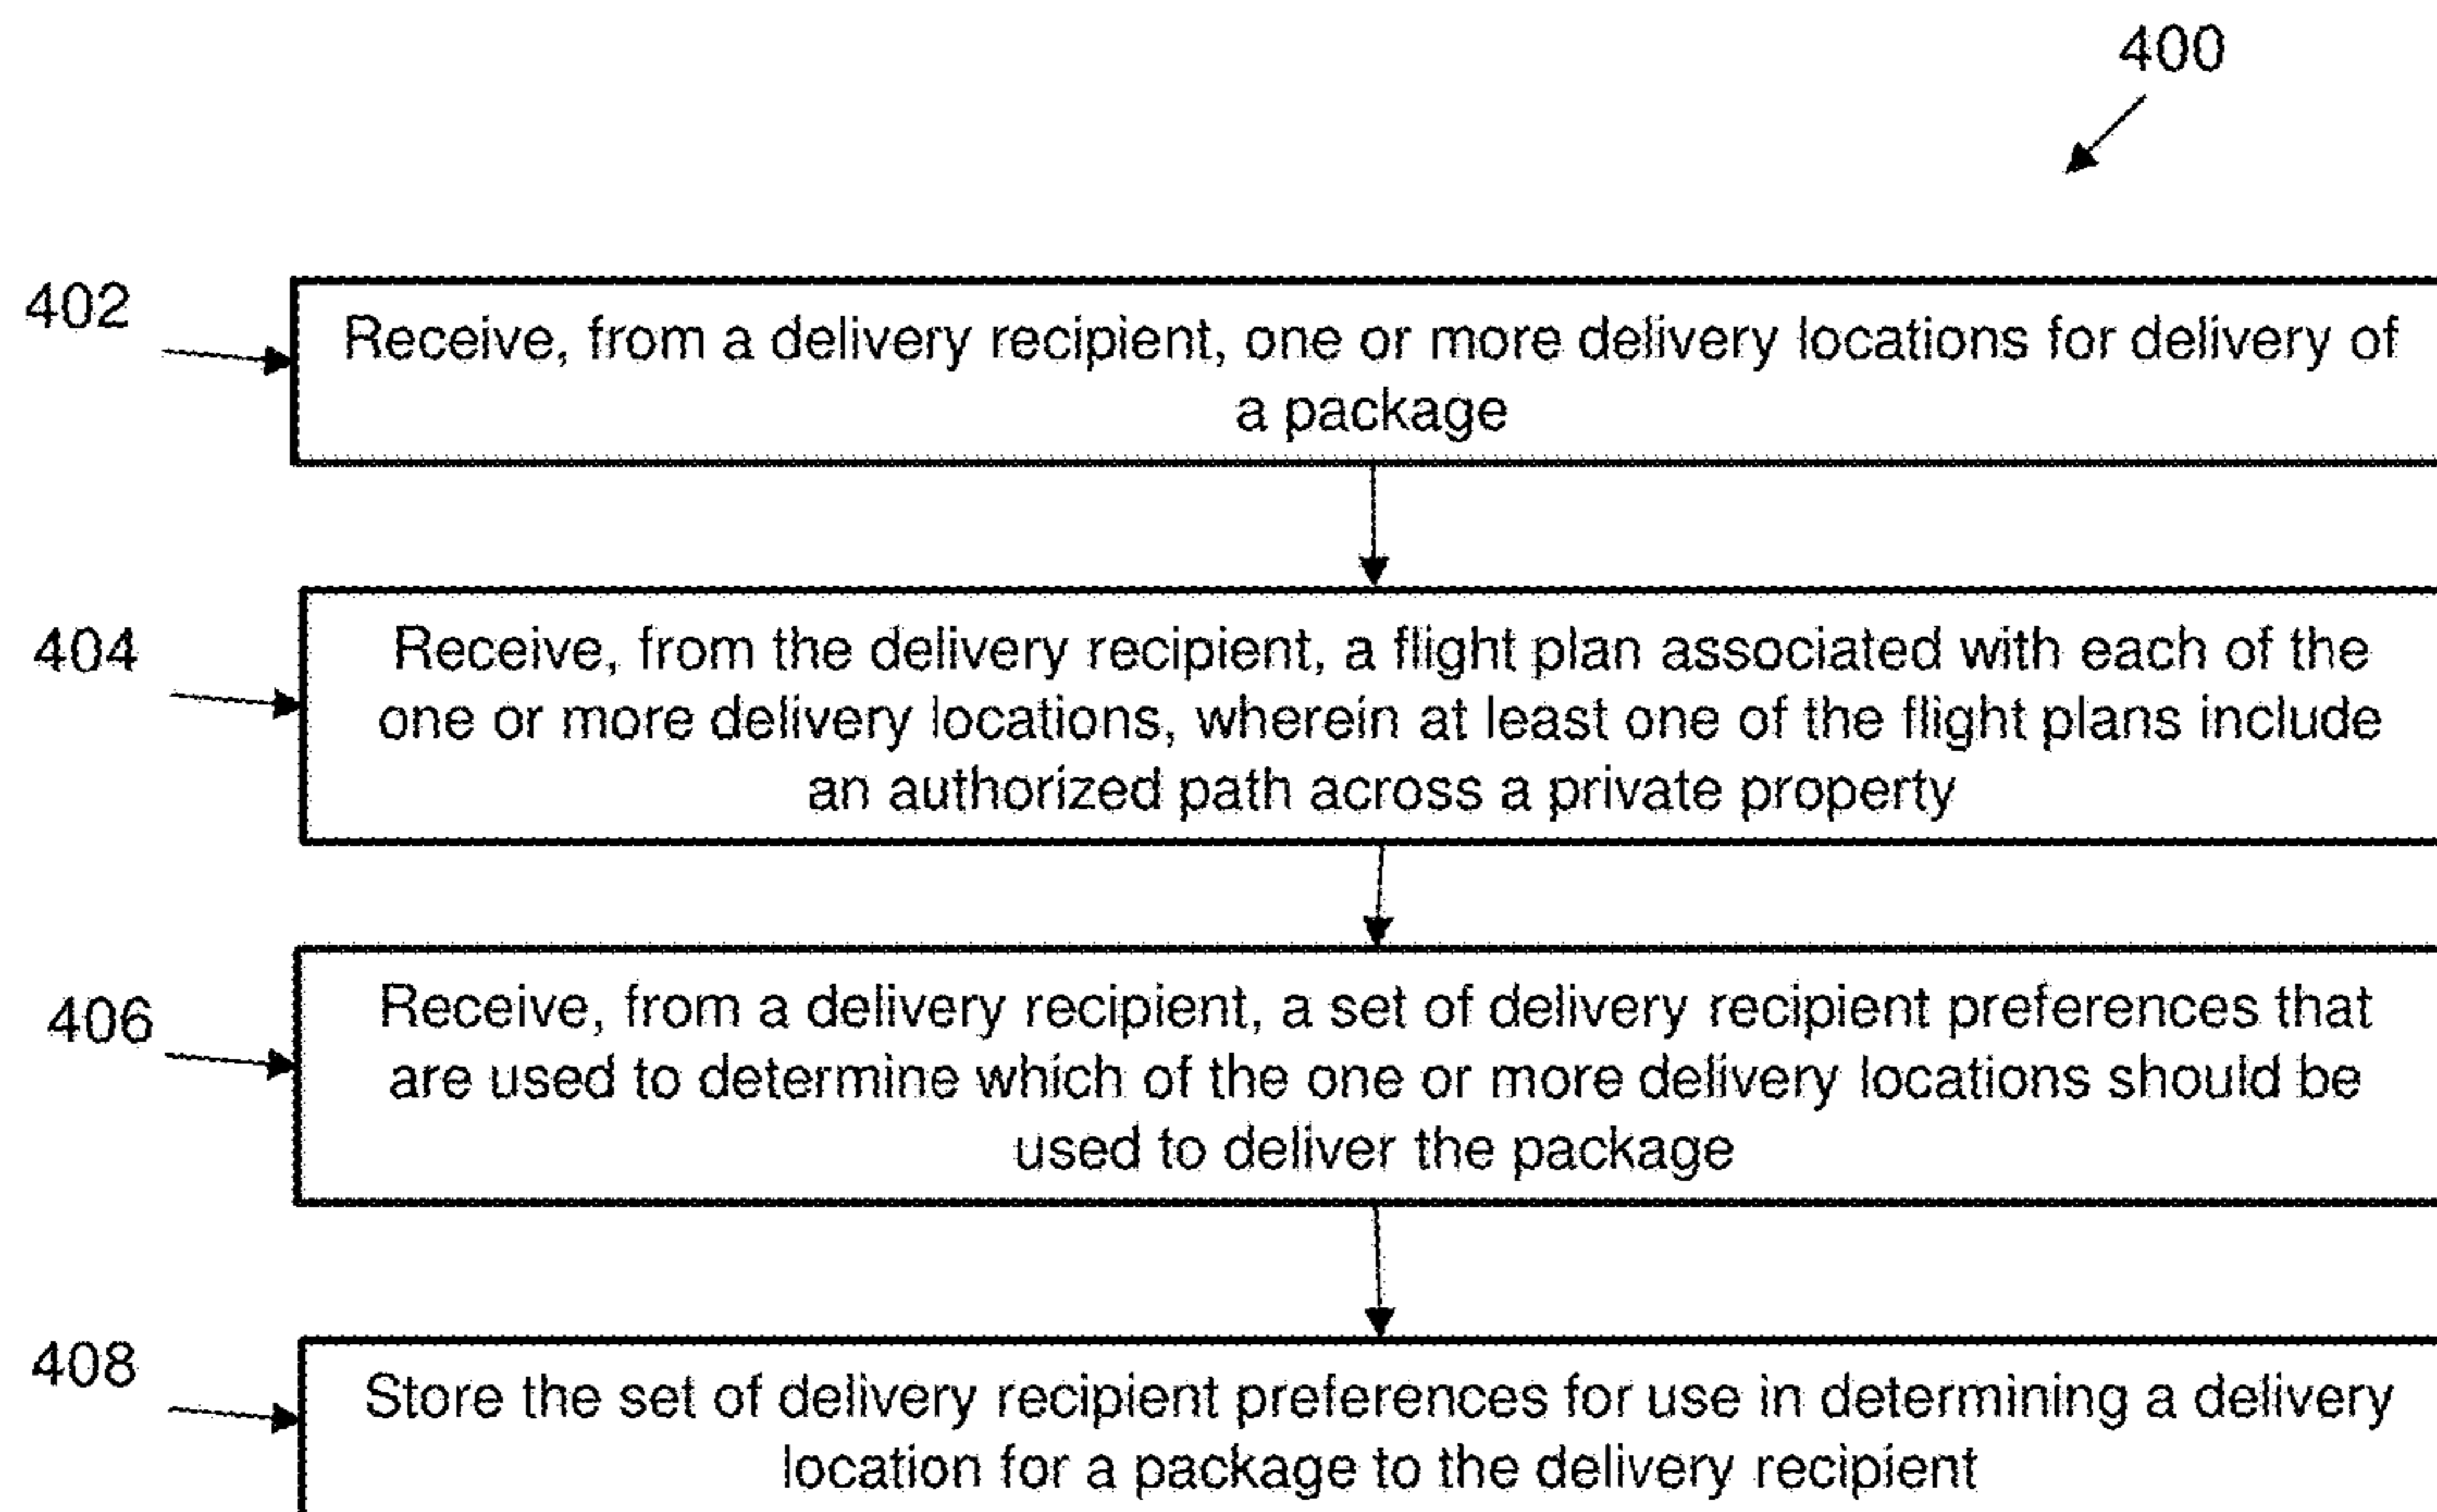 400
402
Receive, from a delivery recipient, one or more delivery locations for delivery of
a package
404
Receive, from the delivery recipient, a flight plan associated with each of the
one or more delivery locations, wherein at least one of the flight plans include
an authorized path across a private property
406
Receive, from a delivery recipient, a set of delivery recipient preferences that
are used to determine which of the one or more delivery locations should be
used to deliver the package
408
Store the set of delivery recipient preferences for use in determining a delivery
location for a package to the delivery recipient